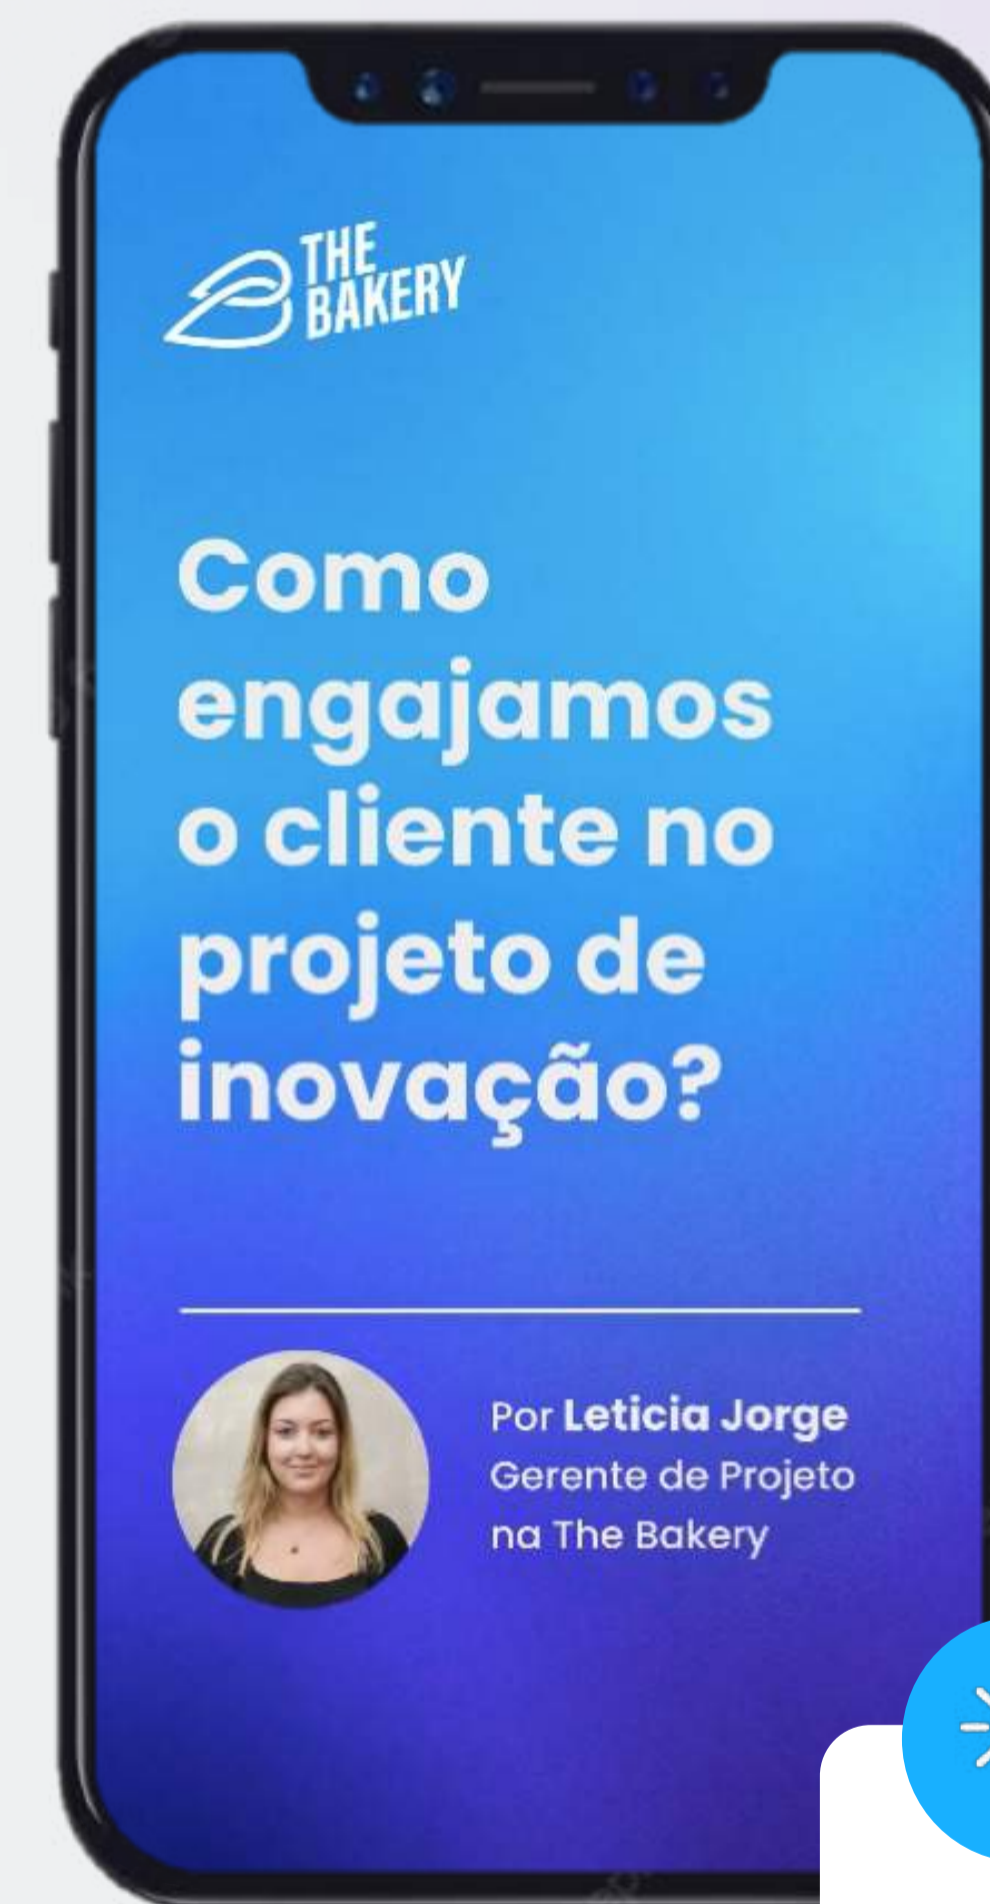 THE
BAKERY
Como
engajamos
o cliente no
projeto de
inovação?
Por Leticia Jorge
Gerente de Projeto
na The Bakery